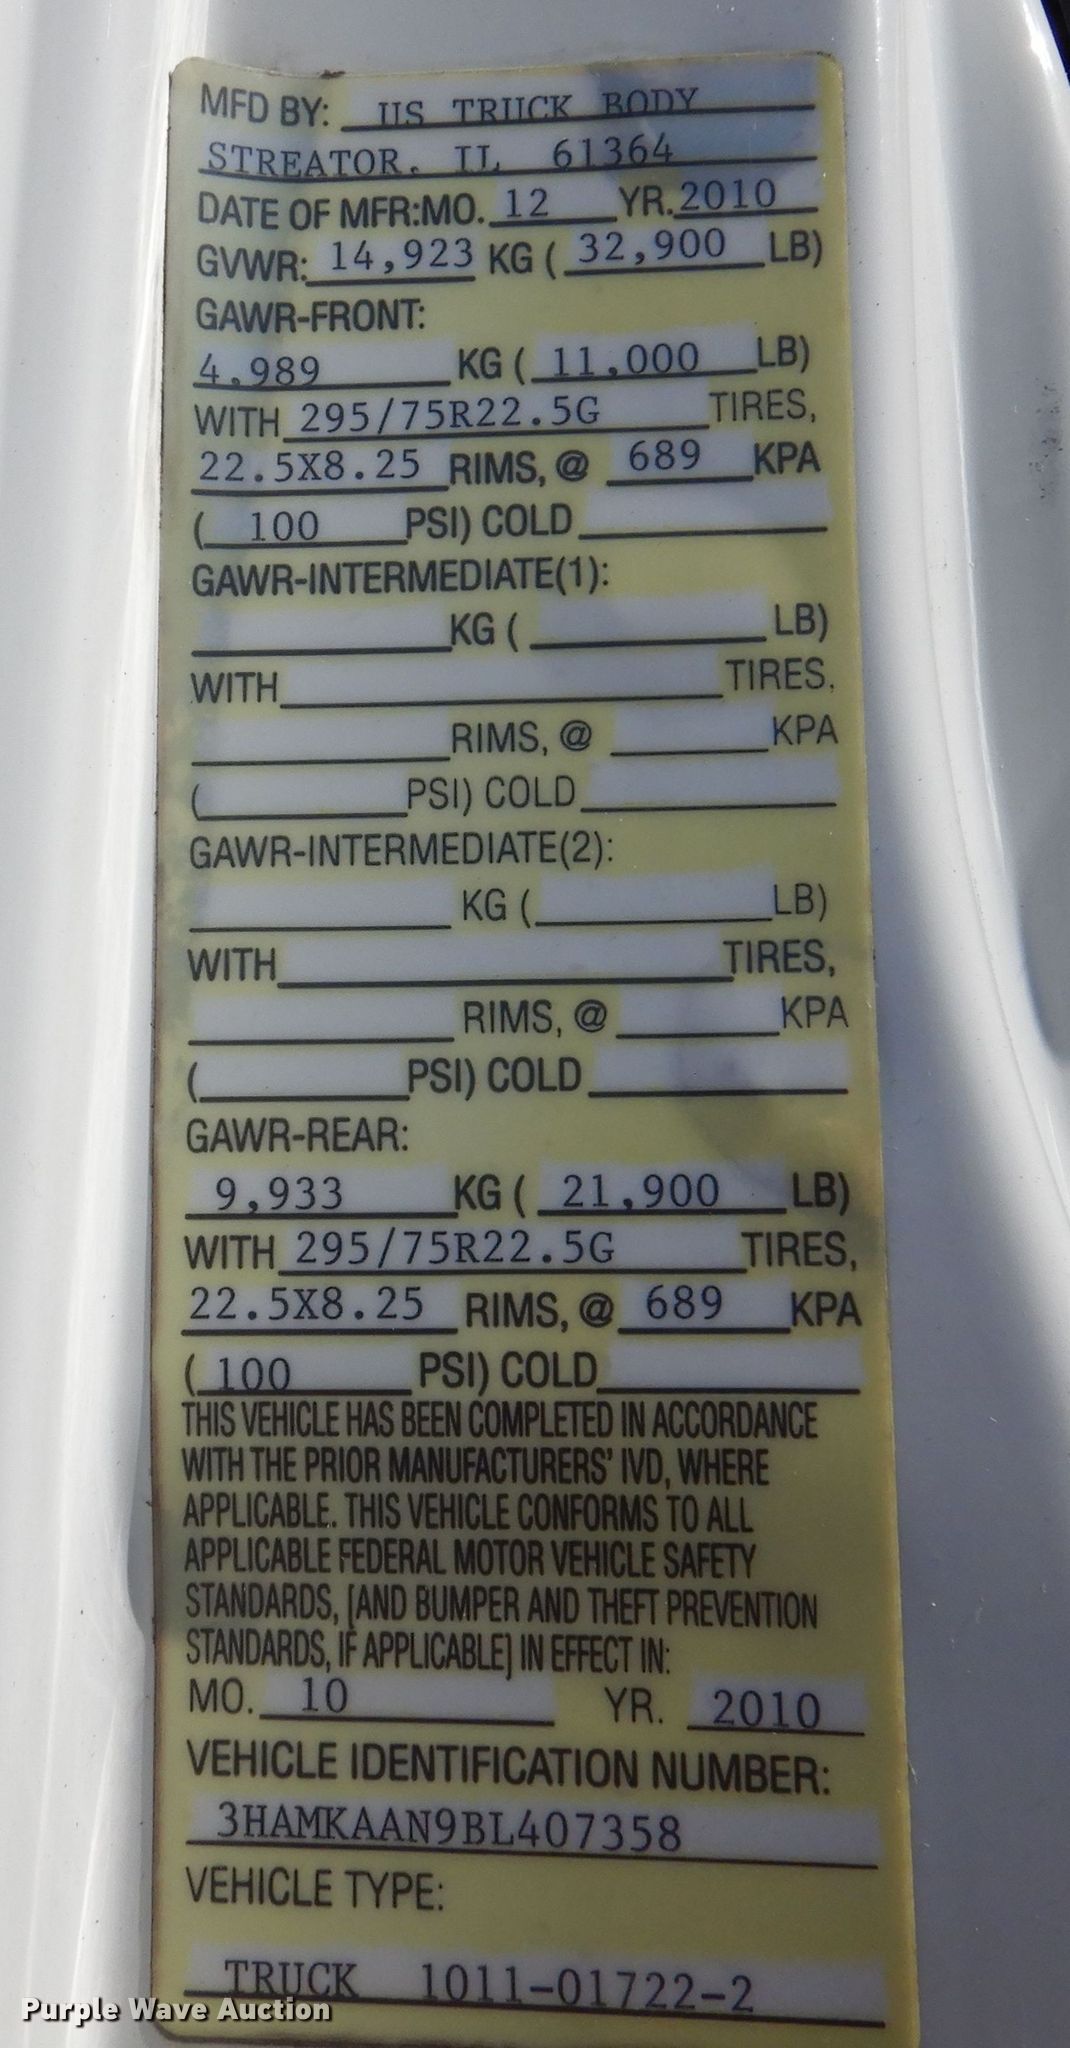 MFD BY: US TRUCK BODY
STREATOR, IL 61364
DATE OF MFR:MO. 12 YR. 2010
GVWR: 14,923 KG ( 32,900 LB)
GAWR-FRONT:
4,989 KG ( 11,000 LB)
WITH 295/75R22.5G TIRES,
22.5X8.25 RIMS, @ 689 KPA
( 100 PSI) COLD
GAWR-INTERMEDIATE(1):
KG ( LB)
WITH TIRES,
RIMS, @ KPA
( PSI) COLD
GAWR-INTERMEDIATE(2):
KG ( LB)
WITH TIRES,
RIMS, @ KPA
( PSI) COLD
GAWR-REAR:
9,933 KG ( 21,900 LB)
WITH 295/75R22.5G TIRES,
22.5X8.25 RIMS, @ 689 KPA
( 100 PSI) COLD
THIS VEHICLE HAS BEEN COMPLETED IN ACCORDANCE
WITH THE PRIOR MANUFACTURERS' IVD, WHERE
APPLICABLE. THIS VEHICLE CONFORMS TO ALL
APPLICABLE FEDERAL MOTOR VEHICLE SAFETY
STANDARDS, [AND BUMPER AND THEFT PREVENTION
STANDARDS, IF APPLICABLE] IN EFFECT IN:
MO. 10 YR. 2010
VEHICLE IDENTIFICATION NUMBER:
3HAMKAAN9BL407358
VEHICLE TYPE:
TRUCK 1011-01722-2
Purple Wave Auction